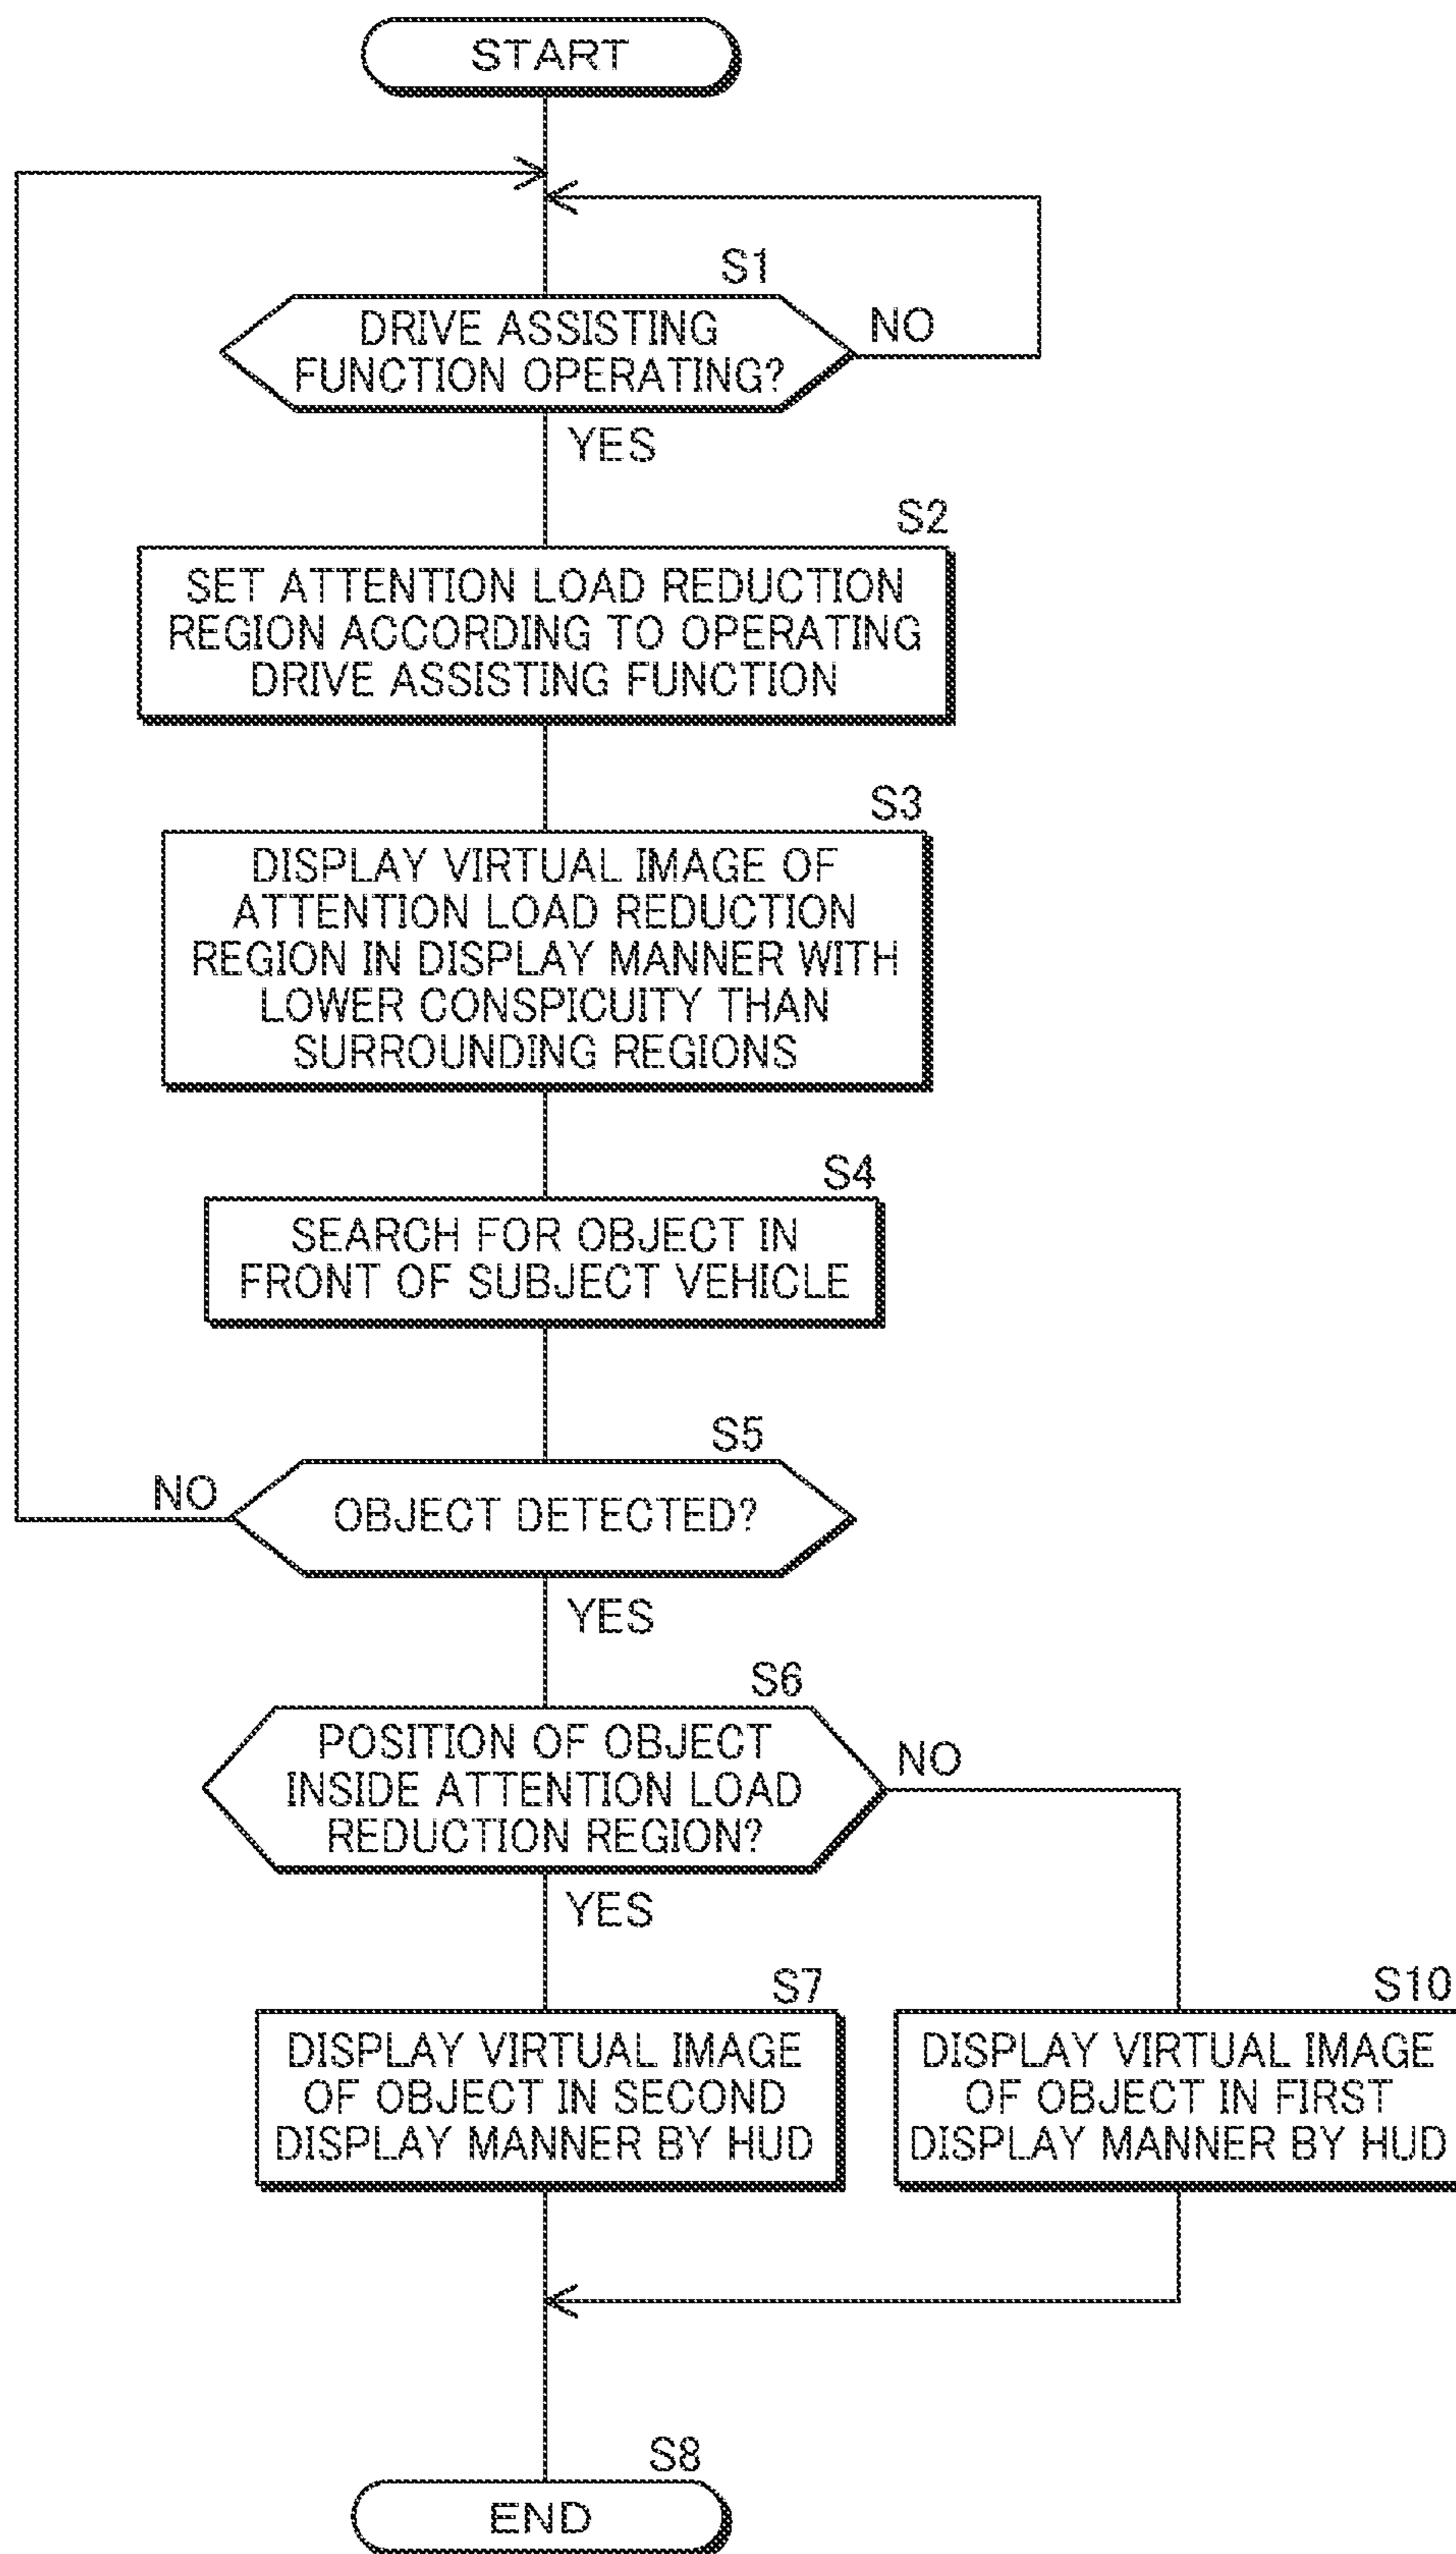 START
S1
DRIVE ASSISTING
FUNCTION OPERATING?
NO
YES
S2
SET ATTENTION LOAD REDUCTION
REGION ACCORDING TO OPERATING
DRIVE ASSISTING FUNCTION
S3
DISPLAY VIRTUAL IMAGE OF
ATTENTION LOAD REDUCTION
REGION IN DISPLAY MANNER WITH
LOWER CONSPICUITY THAN
SURROUNDING REGIONS
S4
SEARCH FOR OBJECT IN
FRONT OF SUBJECT VEHICLE
S5
NO
OBJECT DETECTED?
YES
S6
POSITION OF OBJECT
INSIDE ATTENTION LOAD
REDUCTION REGION?
NO
YES
S7
DISPLAY VIRTUAL IMAGE
OF OBJECT IN SECOND
DISPLAY MANNER BY HUD
S10
DISPLAY VIRTUAL IMAGE
OF OBJECT IN FIRST
DISPLAY MANNER BY HUD
S8
END